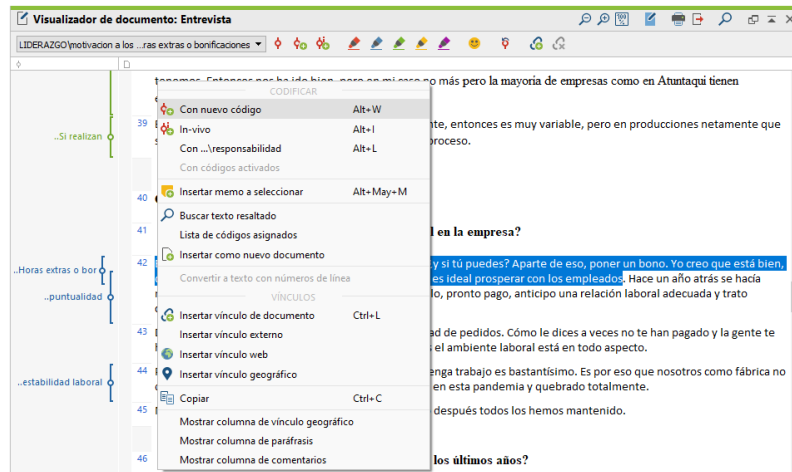 Visualizador de documento: Entrevista
LIDERAZGO\motivacion a los ...ras extras o bonificaciones
tenemos. Entonces nos ha ido bien, pero en mi caso no más pero la mayoría de empresas como en Atuntaqui tienen
CODIFICAR
Con nuevo código Alt+W
39 nte, entonces es muy variable, pero en producciones netamente que
..Si realizan
In-vivo Alt+I
proceso.
Con ...\responsabilidad Alt+L
Con códigos activados
40
Insertar memo a seleccionar Alt+May+M
Buscar texto resaltado
41 l en la empresa?
Lista de códigos asignados
Insertar como nuevo documento
42 y si tú puedes? Aparte de eso, poner un bono. Yo creo que está bien,
..Horas extras o bor
Convertir a texto con números de línea
es ideal prosperar con los empleados. Hace un año atrás se hacía
..puntualidad
VÍNCULOS
lo, pronto pago, anticipo una relación laboral adecuada y trato
Insertar vínculo de documento Ctrl+L
43 ad de pedidos. Cómo le dices a veces no te han pagado y la gente te
Insertar vínculo externo
s el ambiente laboral está en todo aspecto.
Insertar vínculo web
44 enga trabajo es bastantísimo. Es por eso que nosotros como fábrica no
Insertar vínculo geográfico
..estabilidad laboral
en esta pandemia y quebrado totalmente.
Copiar Ctrl+C
45 después todos los hemos mantenido.
Mostrar columna de vínculo geográfico
Mostrar columna de paráfrasis
46 los últimos años?
Mostrar columna de comentarios